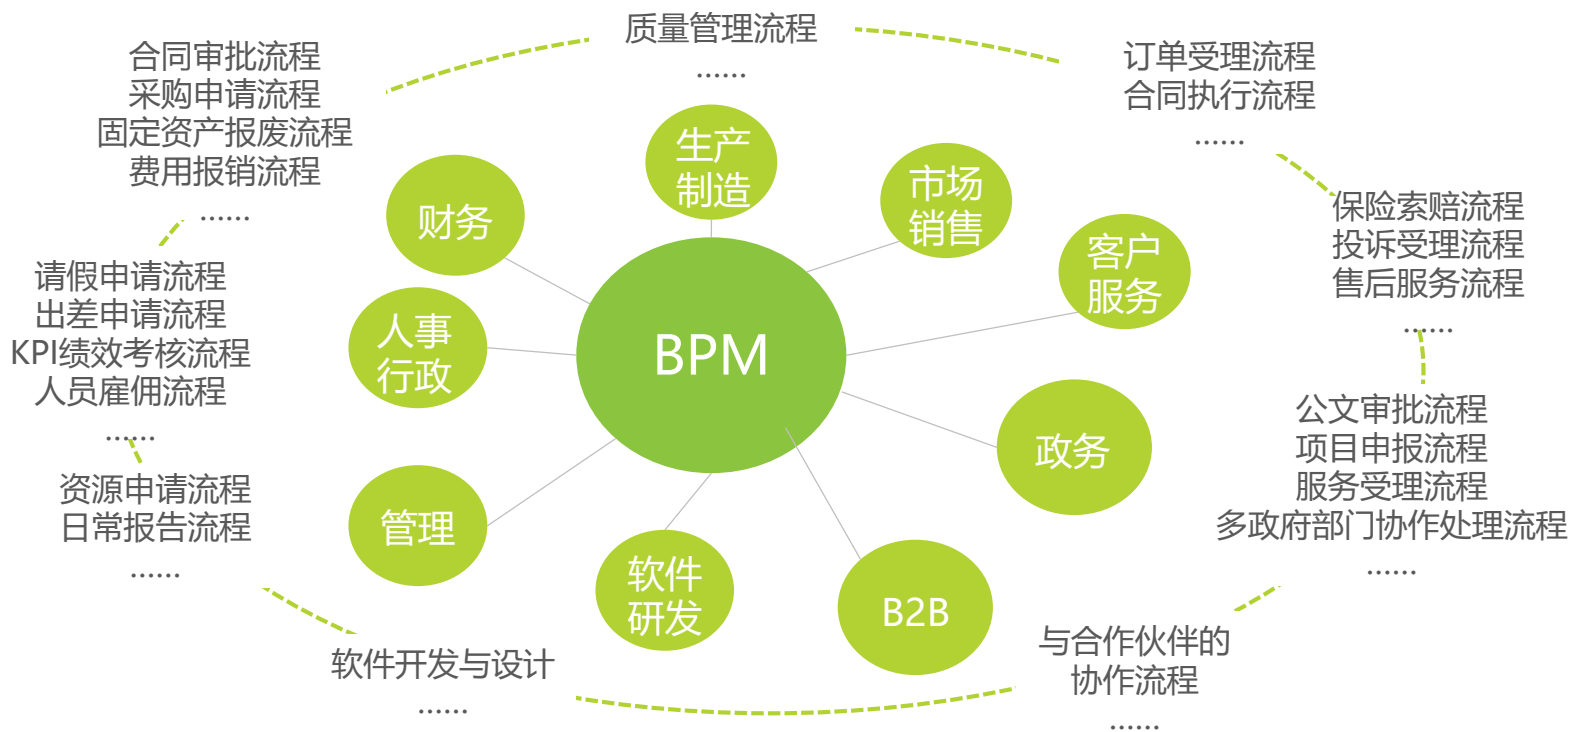 质量管理流程
......
合同审批流程
采购申请流程
固定资产报废流程
费用报销流程
......
订单受理流程
合同执行流程
......
生产
制造
市场
销售
财务
客户
服务
保险索赔流程
投诉受理流程
售后服务流程
......
请假申请流程
出差申请流程
KPI绩效考核流程
人员雇佣流程
......
人事
行政
BPM
政务
公文审批流程
项目申报流程
服务受理流程
多政府部门协作处理流程
......
资源申请流程
日常报告流程
......
管理
软件
研发
B2B
软件开发与设计
......
与合作伙伴的
协作流程
......